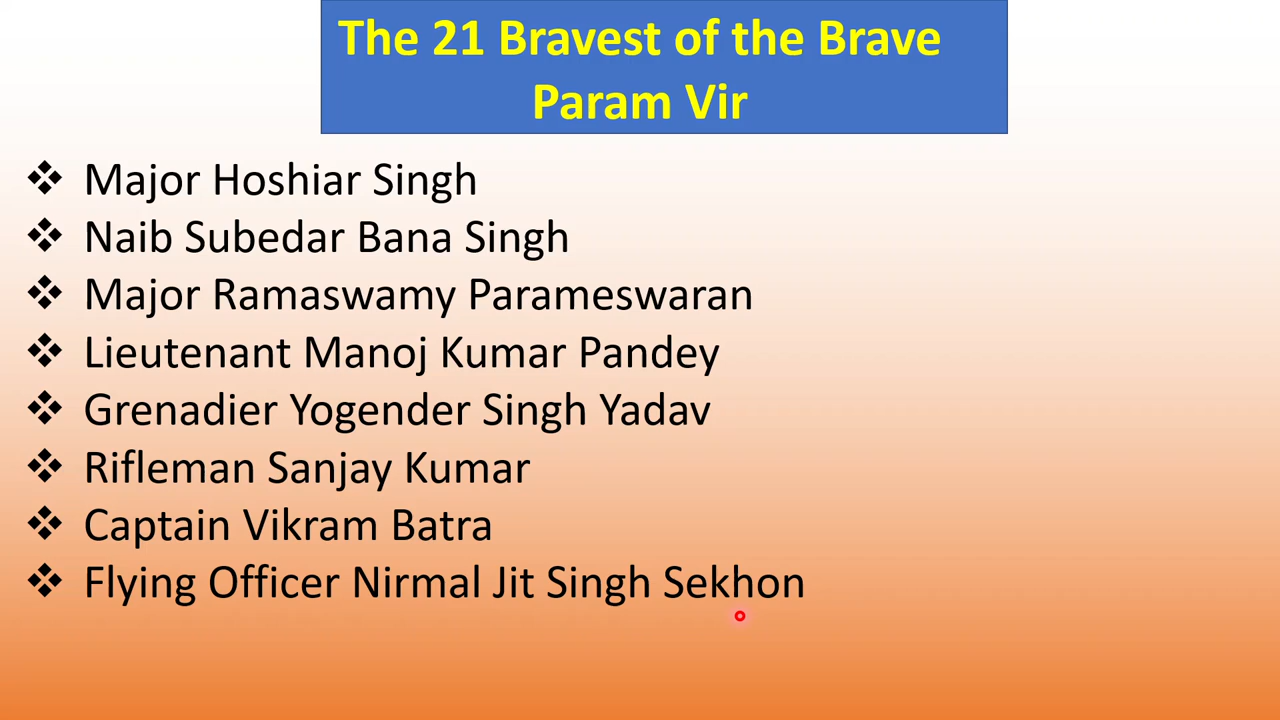 The 21 Bravest of the Brave
Param Vir
❖ Major Hoshiar Singh
❖ Naib Subedar Bana Singh
❖ Major Ramaswamy Parameswaran
❖ Lieutenant Manoj Kumar Pandey
❖ Grenadier Yogender Singh Yadav
❖ Rifleman Sanjay Kumar
❖ Captain Vikram Batra
❖ Flying Officer Nirmal Jit Singh Sekhon